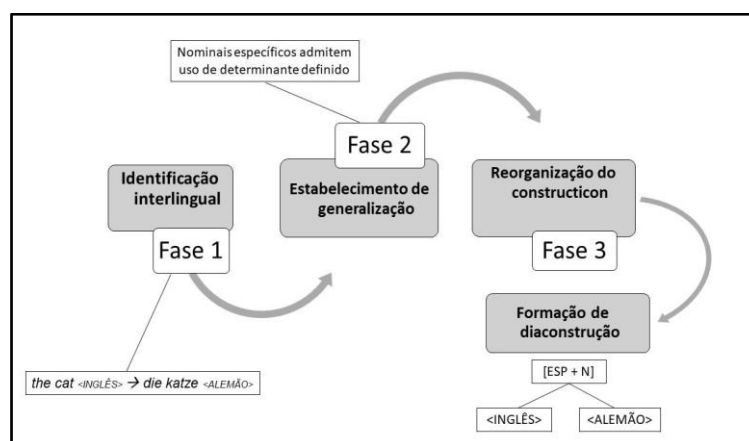 Nominais específicos admitem
uso de determinante definido
Identificação
interlingual
Fase 1
the cat <INGLÊS> → die katze <ALEMÃO>
Fase 2
Estabelecimento de
generalização
Reorganização do
constructicon
Fase 3
Formação de
diaconstrução
[ESP + N]
<INGLÊS>
<ALEMÃO>